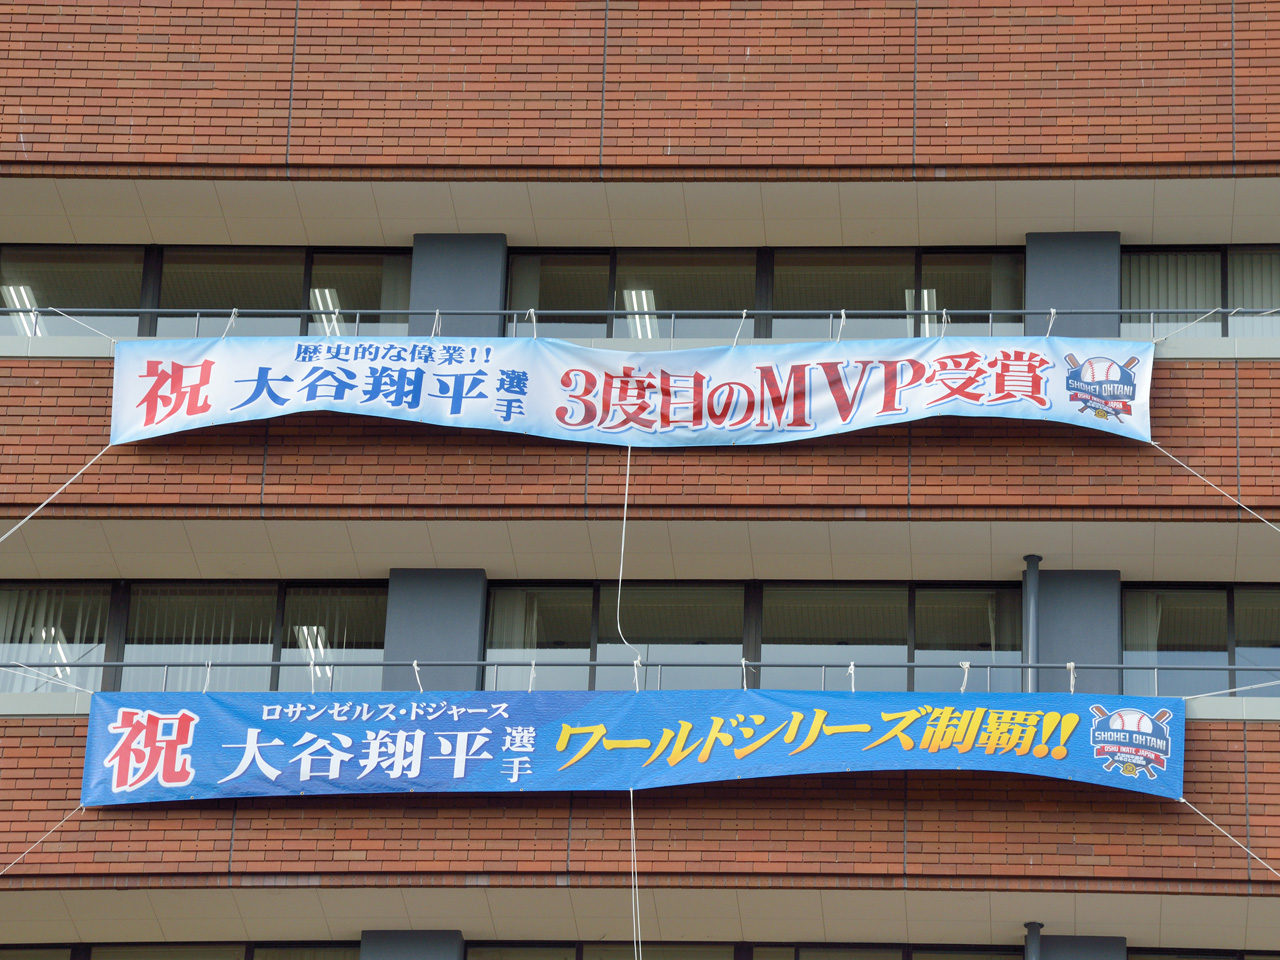 祝
歴史的な偉業!!
大谷翔平選手
3度目のMVP受賞
SHOHEI OHTANI
OSHU IWATE JAPAN
祝
ロサンゼルス・ドジャース
大谷翔平選手
ワールドシリーズ制覇!!
SHOHEI OHTANI
OSHU IWATE JAPAN